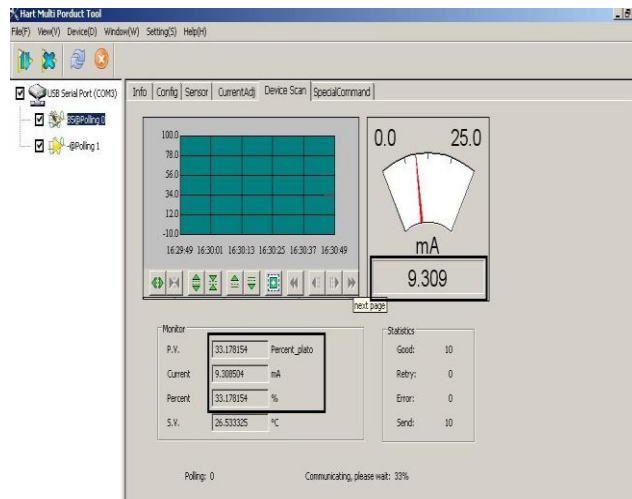 Hart Multi Porduct Tool
File(F) View(V) Device(D) Window(W) Setting(S) Help(H)
USB Serial Port (COM3)
85@Polling 0
-@Polling 1
Info Config Sensor CurrentAdj Device Scan SpecialCommand
100.0
78.0
56.0
34.0
12.0
-10.0
16:29:49 16:30:01 16:30:13 16:30:25 16:30:37 16:30:49
next page
0.0 25.0
mA
9.309
Monitor
P.V. 33.178154 Percent_plato
Current 9.308504 mA
Percent 33.178154 %
S.V. 26.533325 °C
Statistics
Good: 10
Retry: 0
Error: 0
Send: 10
Polling: 0 Communicating, please wait: 33%